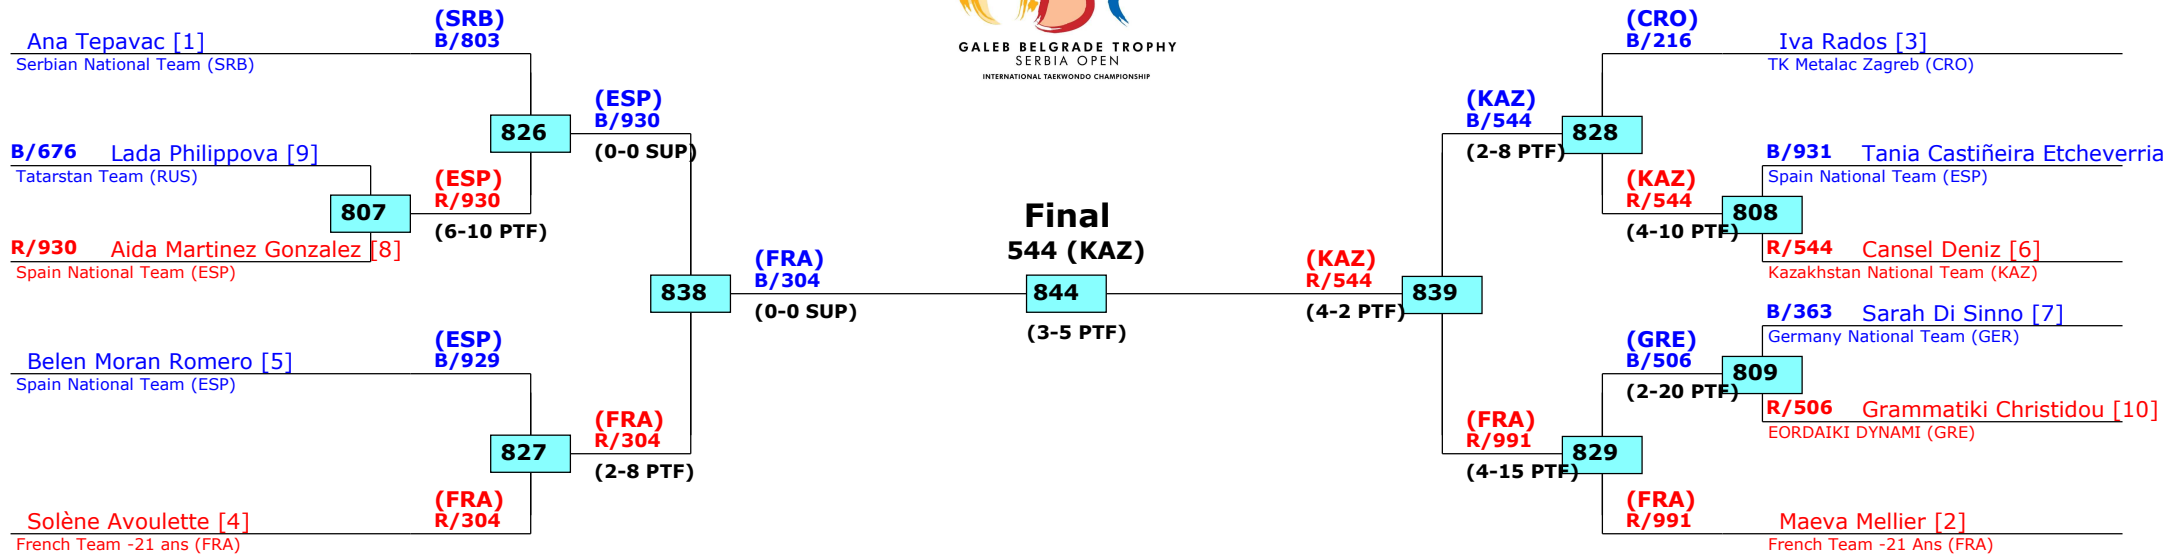 (SRB)
B/803
Ana Tepavac [1]
Serbian National Team (SRB)
(ESP)
B/930
826
(0-0 SUP)
B/676 Lada Philippova [9]
Tatarstan Team (RUS)
(ESP)
R/930
807
(6-10 PTF)
R/930 Aida Martinez Gonzalez [8]
Spain National Team (ESP)
(FRA)
B/304
838
(0-0 SUP)
(ESP)
B/929
Belen Moran Romero [5]
Spain National Team (ESP)
(FRA)
R/304
827
(2-8 PTF)
(FRA)
R/304
Solène Avoulette [4]
French Team -21 ans (FRA)
GALEB BELGRADE TROPHY
SERBIA OPEN
INTERNATIONAL TAEKWONDO CHAMPIONSHIP
Final
544 (KAZ)
844
(3-5 PTF)
(CRO)
B/216
Iva Rados [3]
TK Metalac Zagreb (CRO)
(KAZ)
B/544
828
(2-8 PTF)
B/931 Tania Castiñeira Etcheverria
Spain National Team (ESP)
(KAZ)
R/544
808
(4-10 PTF)
R/544 Cansel Deniz [6]
Kazakhstan National Team (KAZ)
(KAZ)
R/544
839
(4-2 PTF)
B/363 Sarah Di Sinno [7]
Germany National Team (GER)
(GRE)
B/506
809
(2-20 PTF)
R/506 Grammatiki Christidou [10]
EORDAIKI DYNAMI (GRE)
(FRA)
R/991
829
(4-15 PTF)
(FRA)
R/991
Maeva Mellier [2]
French Team -21 Ans (FRA)